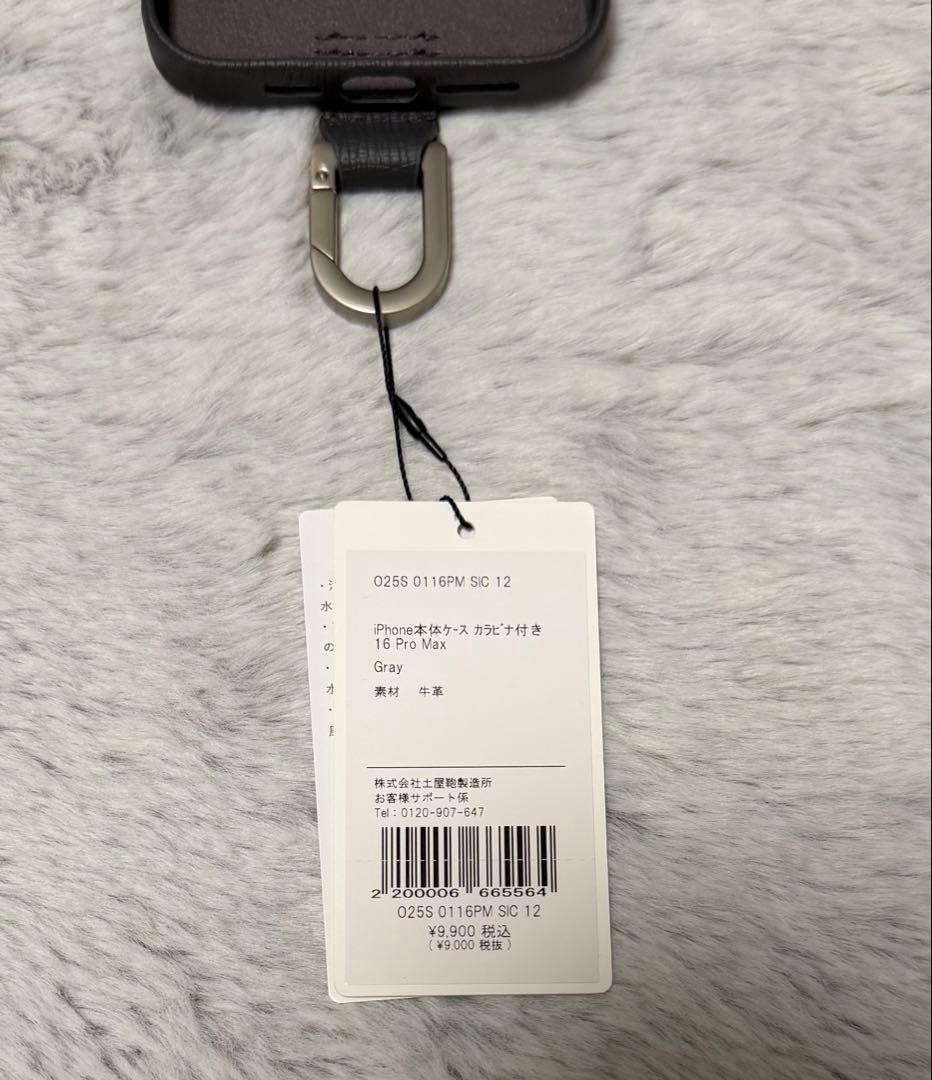 O25S 0116PM SIC 12
iPhone本体ｹｰｽ ｶﾗﾋﾞﾅ付き
16 Pro Max
Gray
素材 牛革
株式会社土屋鞄製造所
お客様サポート係
Tel：0120-907-647
2 200006 665564
O25S 0116PM SIC 12
¥9,900 税込
( ¥9,000 税抜 )
・
水
・
の
・
水
・